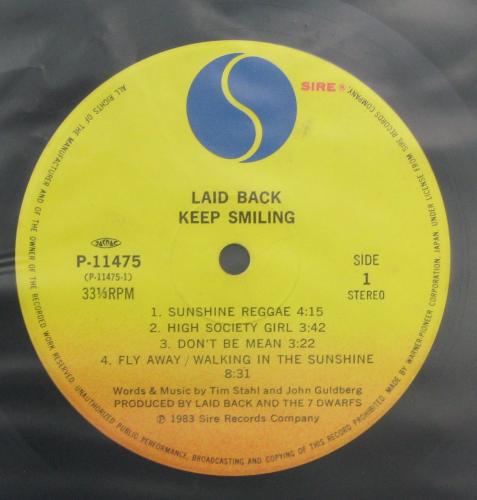 SIRE®
LAID BACK
KEEP SMILING
JASRAC
P-11475
(P-11475-1)
33⅓RPM
SIDE
1
STEREO
1. SUNSHINE REGGAE 4:15
2. HIGH SOCIETY GIRL 3:42
3. DON'T BE MEAN 3:22
4. FLY AWAY/WALKING IN THE SUNSHINE
8:31
Words & Music by Tim Stahl and John Guldberg
PRODUCED BY LAID BACK AND THE 7 DWARFS
℗ 1983 Sire Records Company
ALL RIGHTS OF THE MANUFACTURER AND OF THE OWNER OF THE RECORDED WORK RESERVED. UNAUTHORIZED PUBLIC PERFORMANCE, BROADCASTING AND COPYING OF THIS RECORD PROHIBITED. MADE BY WARNER-PIONEER CORPORATION, JAPAN UNDER LICENSE FROM SIRE RECORDS COMPANY.